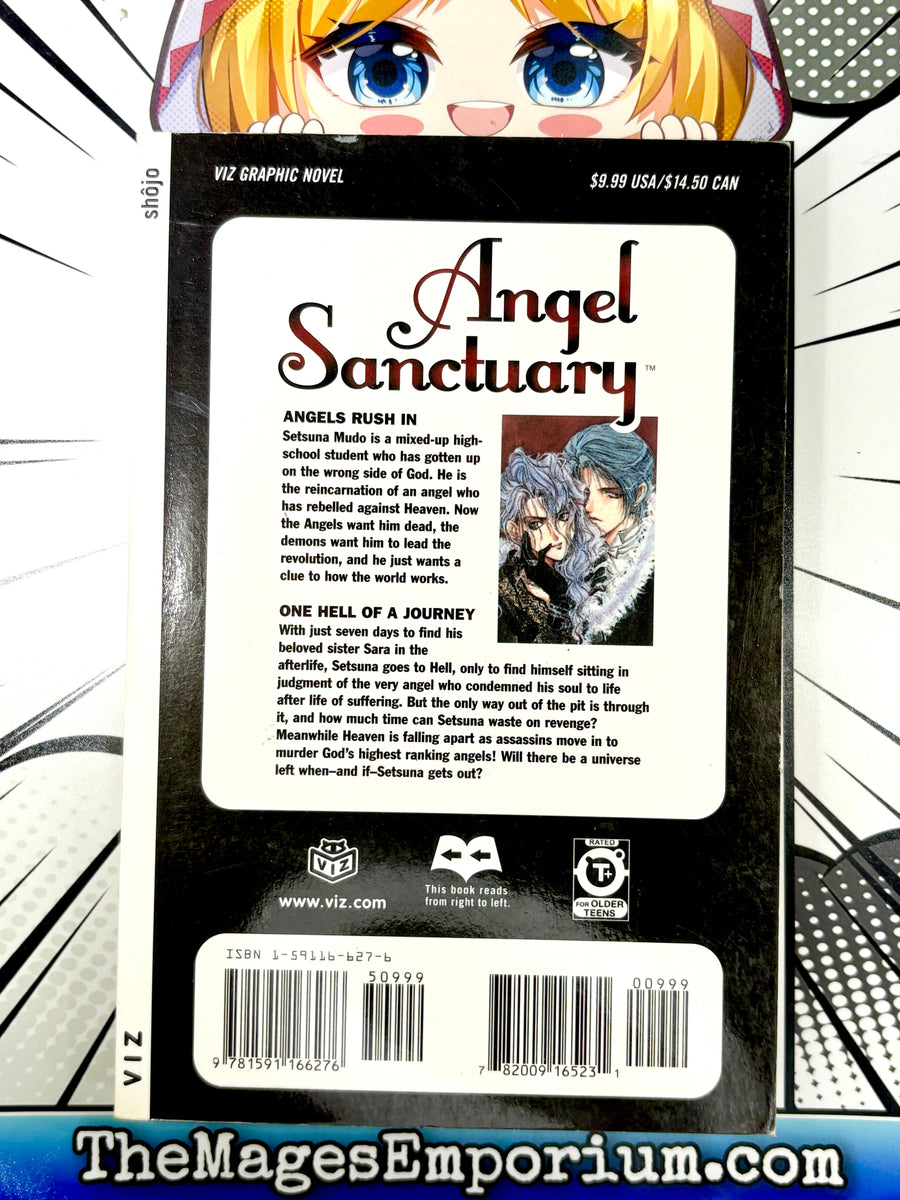 shôjo
VIZ GRAPHIC NOVEL
$9.99 USA/$14.50 CAN
Angel
Sanctuary™
ANGELS RUSH IN
Setsuna Mudo is a mixed-up high-
school student who has gotten up
on the wrong side of God. He is
the reincarnation of an angel who
has rebelled against Heaven. Now
the Angels want him dead, the
demons want him to lead the
revolution, and he just wants a
clue to how the world works.
ONE HELL OF A JOURNEY
With just seven days to find his
beloved sister Sara in the
afterlife, Setsuna goes to Hell, only to find himself sitting in
judgment of the very angel who condemned his soul to life
after life of suffering. But the only way out of the pit is through
it, and how much time can Setsuna waste on revenge?
Meanwhile Heaven is falling apart as assassins move in to
murder God's highest ranking angels! Will there be a universe
left when–and if–Setsuna gets out?
VIZ
www.viz.com
This book reads
from right to left.
RATED
T+
FOR OLDER
TEENS
ISBN 1-59116-627-6
50999
9 781591 166276
00999
7 82009 16523 1
VIZ
TheMagesEmporium.com